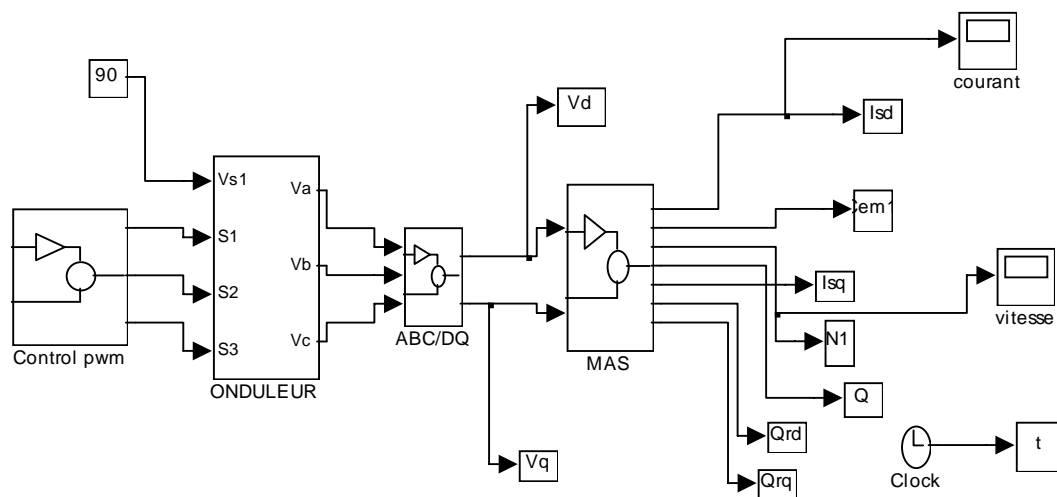 90
Control pwm
Vs1
S1
S2
S3
Va
Vb
Vc
ONDULEUR
ABC/DQ
Vd
Vq
MAS
courant
Isd
Isq
vitesse
N1
Q
Qrd
Qrq
Clock
t